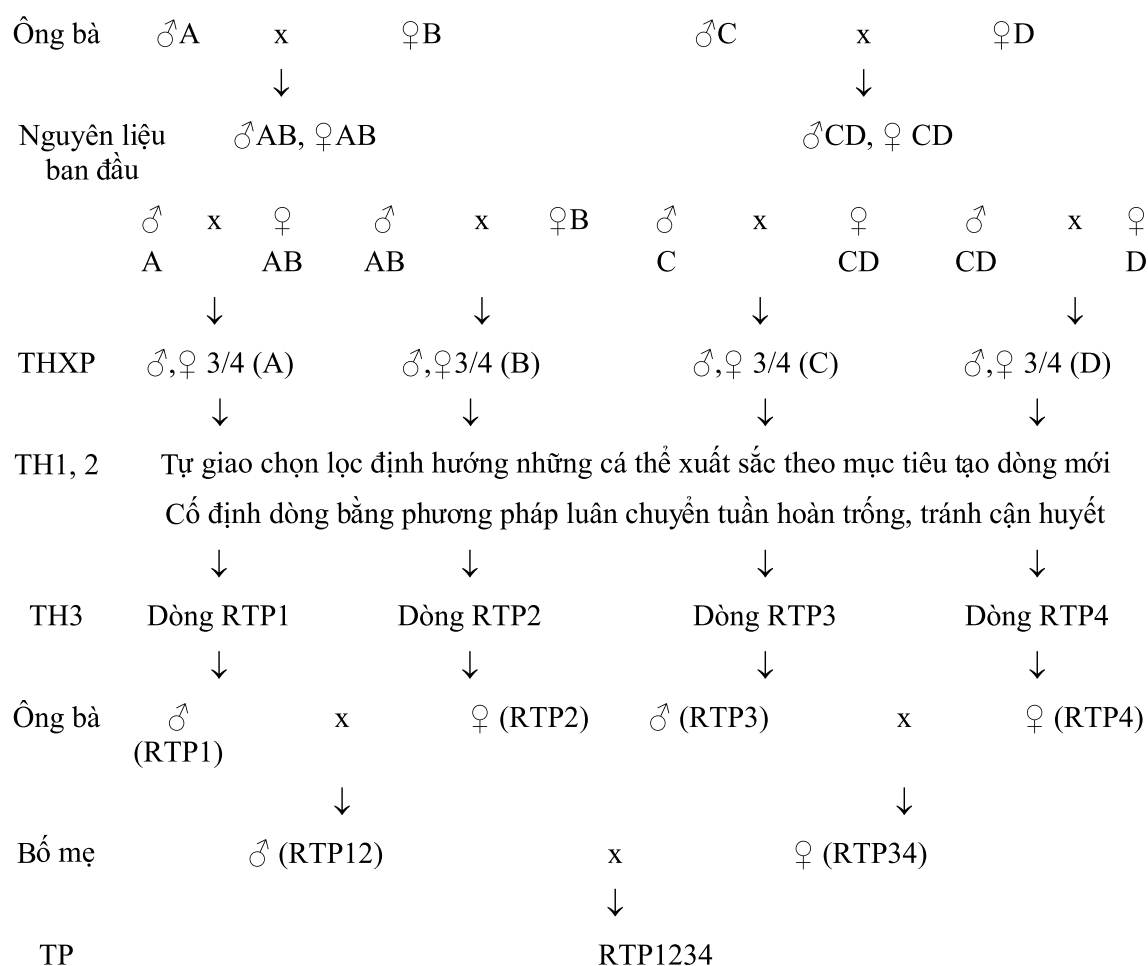 Ông bà ♂A x ♀B ♂C x ♀D
↓ ↓
Nguyên liệu ban đầu ♂AB, ♀AB ♂CD, ♀ CD
♂ x ♀ ♂ x ♀B ♂ x ♀ ♂ x ♀
A AB AB C CD CD D
↓ ↓ ↓ ↓
THXP ♂,♀ 3/4 (A) ♂,♀3/4 (B) ♂,♀ 3/4 (C) ♂,♀ 3/4 (D)
↓ ↓ ↓ ↓
TH1, 2 Tự giao chọn lọc định hướng những cá thể xuất sắc theo mục tiêu tạo dòng mới
Cố định dòng bằng phương pháp luân chuyển tuần hoàn trống, tránh cận huyết
↓ ↓ ↓ ↓
TH3 Dòng RTP1 Dòng RTP2 Dòng RTP3 Dòng RTP4
↓ ↓ ↓ ↓
Ông bà ♂ x ♀ (RTP2) ♂ (RTP3) x ♀ (RTP4)
(RTP1)
↓ ↓
Bố mẹ ♂ (RTP12) x ♀ (RTP34)
↓
TP RTP1234